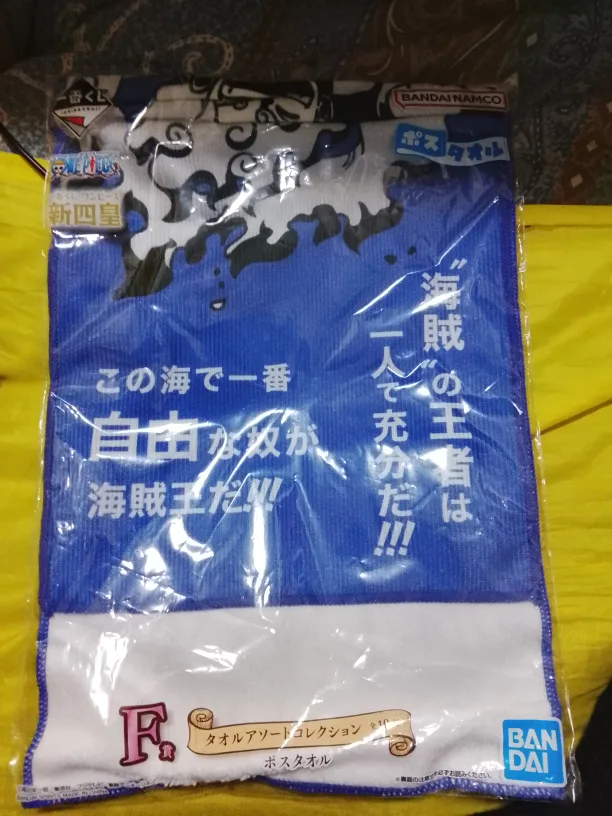 一番くじ
BANDAI NAMCO
ポスタオル
ONE PIECE
新四皇
“海賊”の王者は
一人で充分だ!!!
この海で一番
自由な奴が
海賊王だ!!!
F賞
タオルアソートコレクション
ポスタオル
BAN
DAI